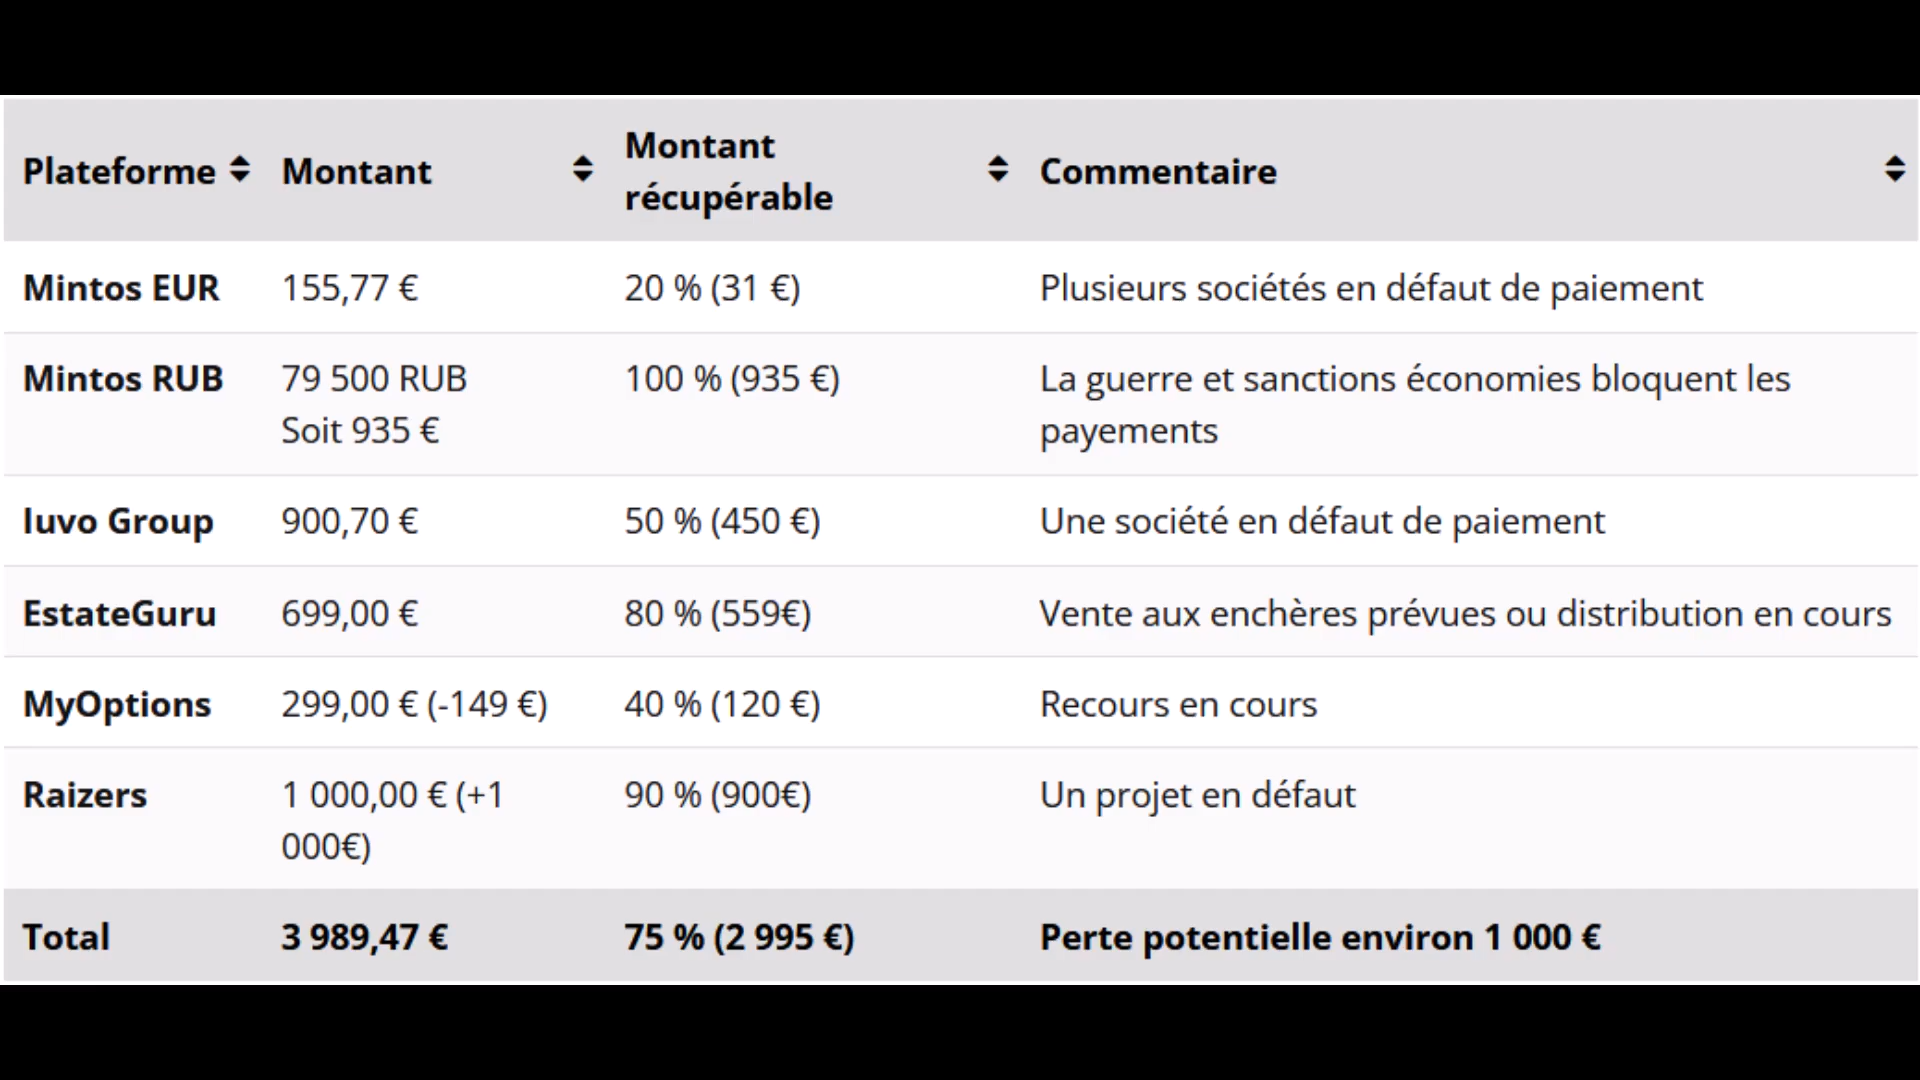 Plateforme Montant Montant récupérable Commentaire
Mintos EUR 155,77 € 20 % (31 €) Plusieurs sociétés en défaut de paiement
Mintos RUB 79 500 RUB 100 % (935 €) La guerre et sanctions économies bloquent les
Soit 935 € payements
Iuvo Group 900,70 € 50 % (450 €) Une société en défaut de paiement
EstateGuru 699,00 € 80 % (559€) Vente aux enchères prévues ou distribution en cours
MyOptions 299,00 € (-149 €) 40 % (120 €) Recours en cours
Raizers 1 000,00 € (+1 90 % (900€) Un projet en défaut
000€)
Total 3 989,47 € 75 % (2 995 €) Perte potentielle environ 1 000 €